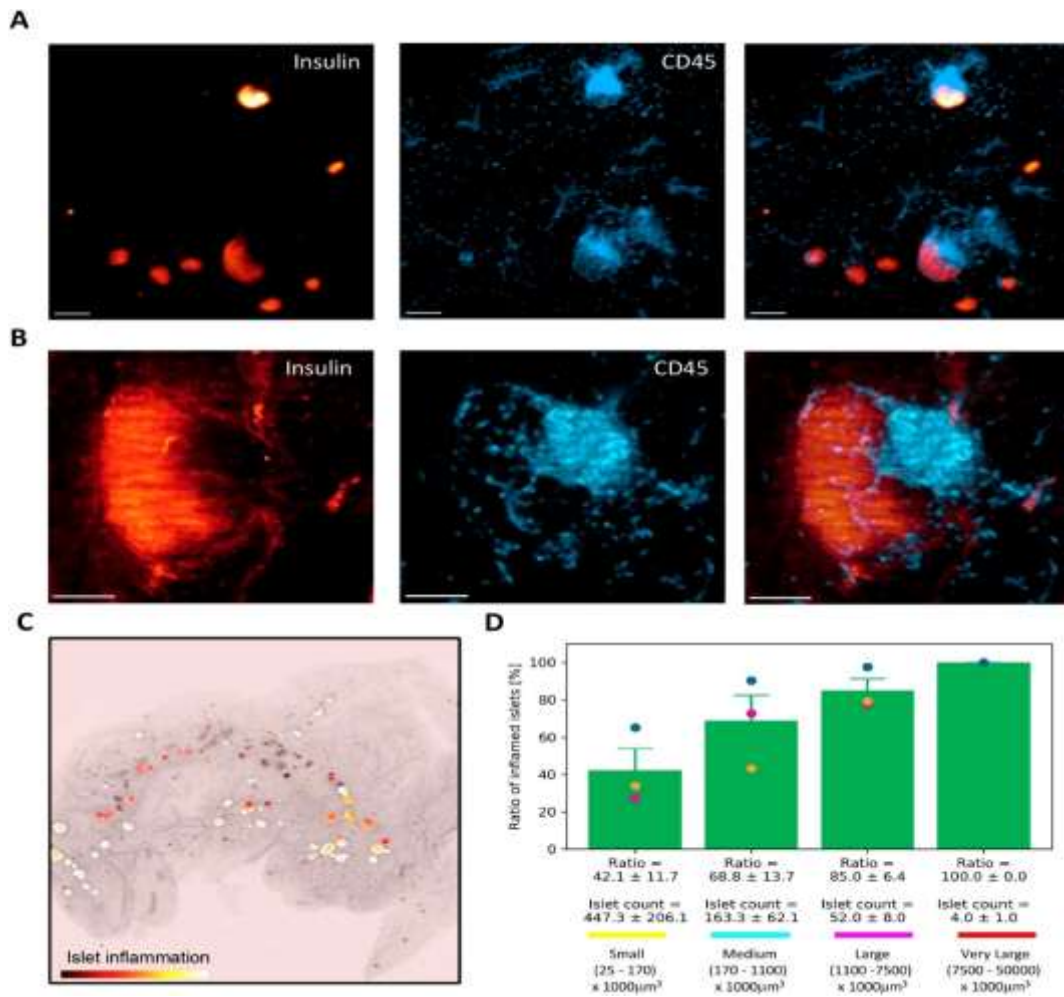 A
Insulin
CD45
B
Insulin
CD45
C
Islet inflammation
D
Ratio of inflamed islets [%]
100
80
60
40
20
0
Ratio = Ratio = Ratio = Ratio =
42.1 ± 11.7 68.8 ± 13.7 85.0 ± 6.4 100.0 ± 0.0
Islet count = Islet count = Islet count = Islet count =
447.3 ± 206.1 163.3 ± 62.1 52.0 ± 8.0 4.0 ± 1.0
Small Medium Large Very Large
(25 - 170) (170 - 1100) (1100 -7500) (7500 - 50000)
x 1000µm³ x 1000µm³ x 1000µm³ x 1000µm³